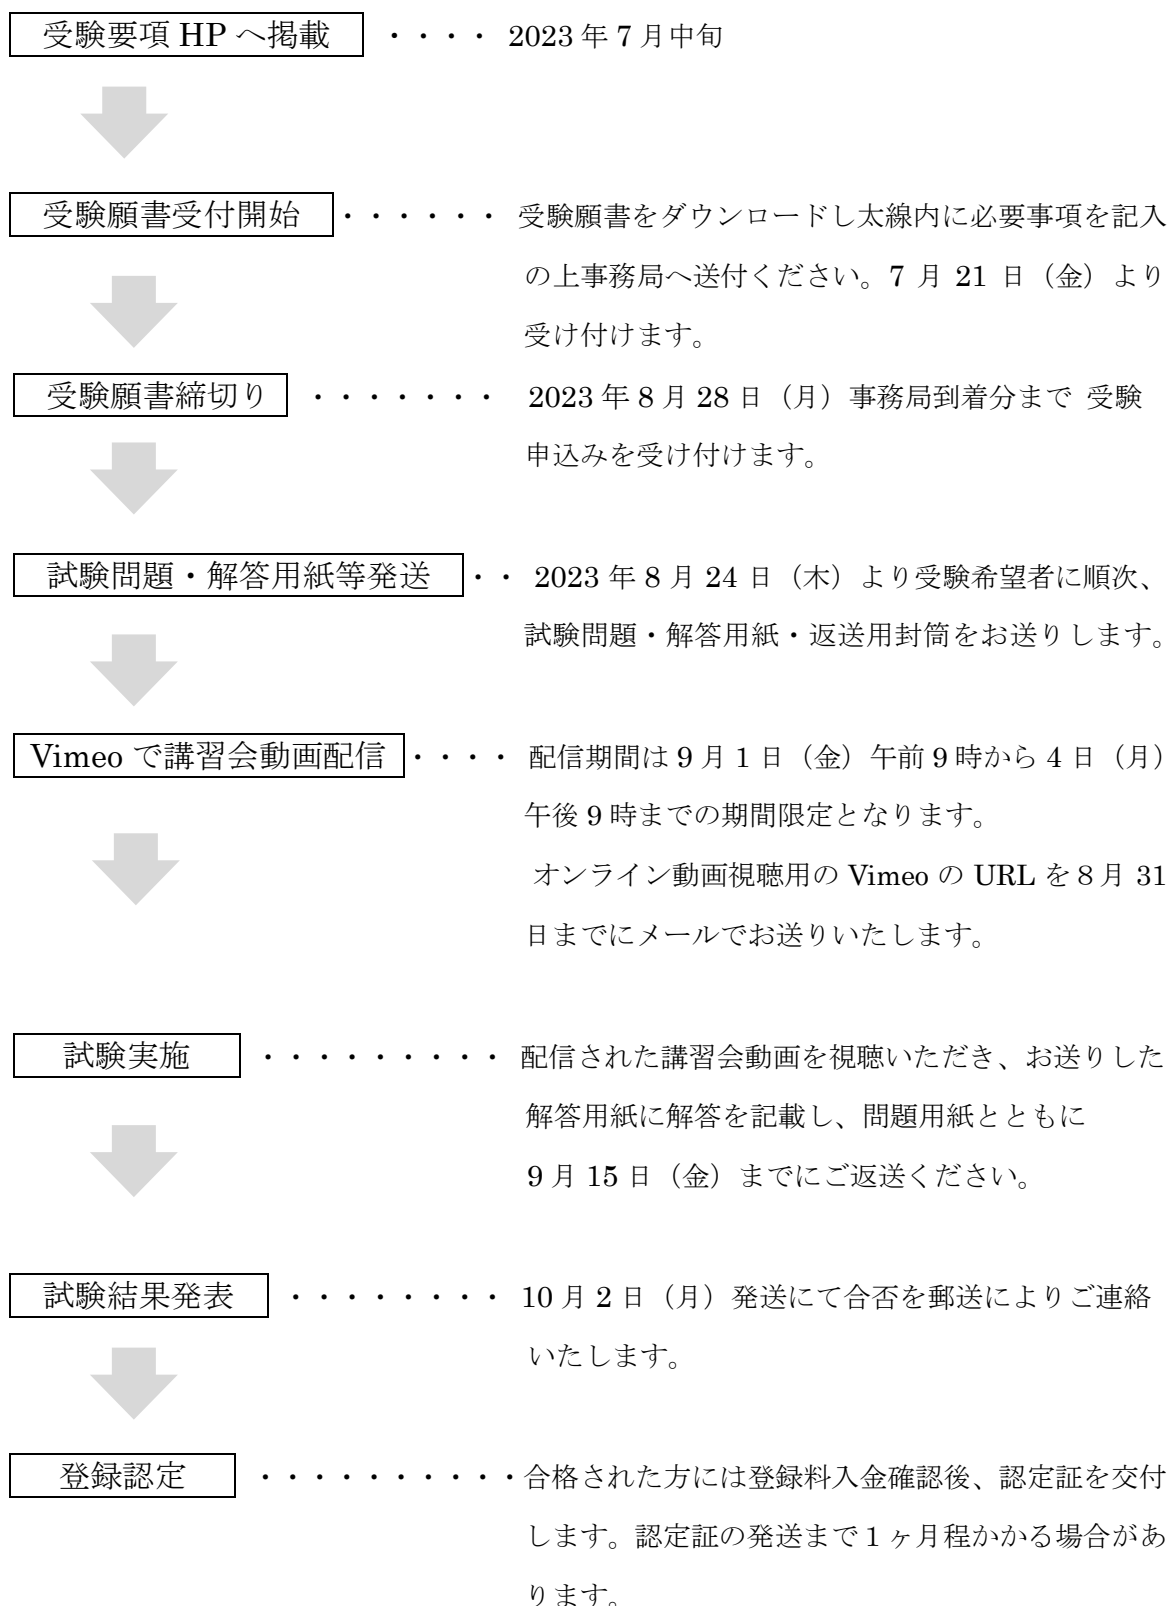 受験要項 HP へ掲載 ・・・・ 2023 年 7 月中旬
受験願書受付開始 ・・・・・・ 受験願書をダウンロードし太線内に必要事項を記入
の上事務局へ送付ください。7 月 21 日（金）より
受け付けます。
受験願書締切り ・・・・・・・ 2023 年 8 月 28 日（月）事務局到着分まで 受験
申込みを受け付けます。
試験問題・解答用紙等発送 ・・ 2023 年 8 月 24 日（木）より受験希望者に順次、
試験問題・解答用紙・返送用封筒をお送りします。
Vimeo で講習会動画配信 ・・・・ 配信期間は 9 月 1 日（金）午前 9 時から 4 日（月）
午後 9 時までの期間限定となります。
オンライン動画視聴用の Vimeo の URL を８月 31
日までにメールでお送りいたします。
試験実施 ・・・・・・・・・ 配信された講習会動画を視聴いただき、お送りした
解答用紙に解答を記載し、問題用紙とともに
9 月 15 日（金）までにご返送ください。
試験結果発表 ・・・・・・・・ 10 月 2 日（月）発送にて合否を郵送によりご連絡
いたします。
登録認定 ・・・・・・・・・・合格された方には登録料入金確認後、認定証を交付
します。認定証の発送まで 1 ヶ月程かかる場合があ
ります。